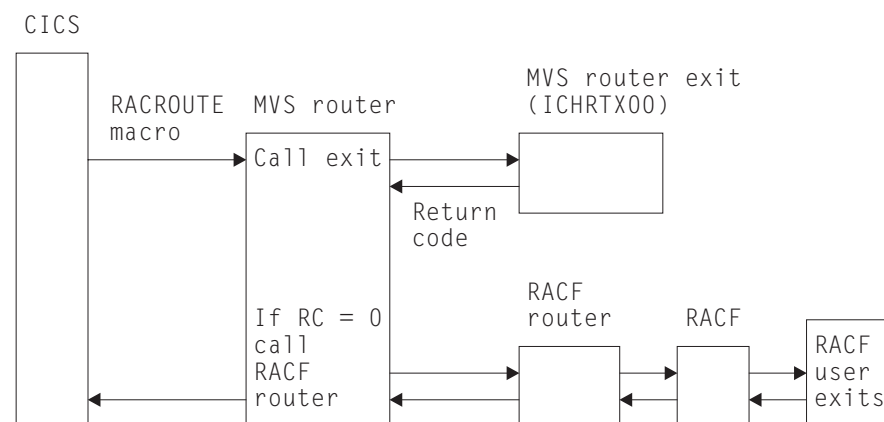 CICS
RACROUTE
macro
MVS router
MVS router exit
(ICHRTX00)
Call exit
Return
code
If RC = 0
call
RACF
router
RACF
router
RACF
RACF
user
exits